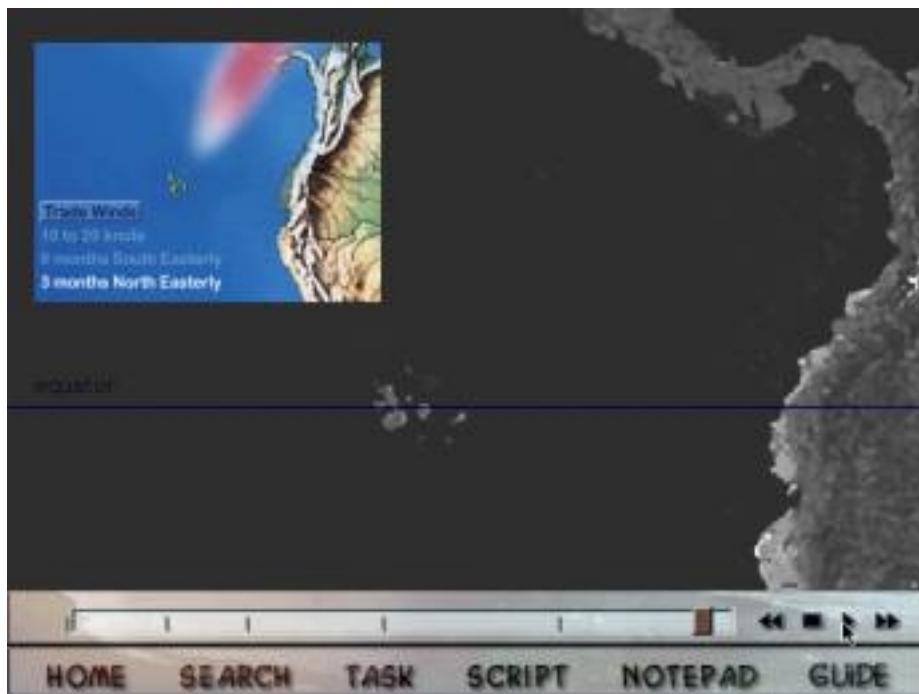 Trade Winds
10 to 20 knots
9 months South Easterly
3 months North Easterly
equator
HOME SEARCH TASK SCRIPT NOTEPAD GUIDE